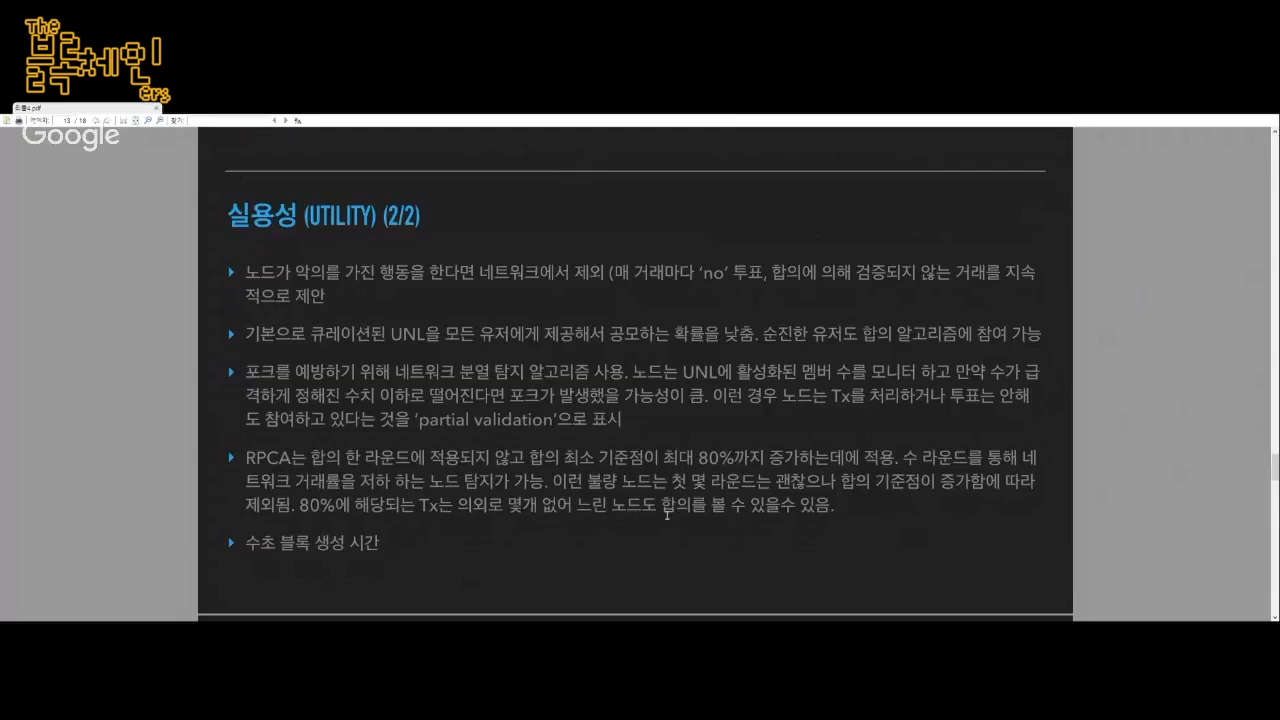 The
블록체인
ers
리플4.pdf
페이지: 13 / 18 찾기:
Google
실용성 (UTILITY) (2/2)
노드가 악의를 가진 행동을 한다면 네트워크에서 제외 (매 거래마다 ‘no’ 투표, 합의에 의해 검증되지 않는 거래를 지속
적으로 제안
기본으로 큐레이션된 UNL을 모든 유저에게 제공해서 공모하는 확률을 낮춤. 순진한 유저도 합의 알고리즘에 참여 가능
포크를 예방하기 위해 네트워크 분열 탐지 알고리즘 사용. 노드는 UNL에 활성화된 멤버 수를 모니터 하고 만약 수가 급
격하게 정해진 수치 이하로 떨어진다면 포크가 발생했을 가능성이 큼. 이런 경우 노드는 Tx를 처리하거나 투표는 안해
도 참여하고 있다는 것을 ‘partial validation’으로 표시
RPCA는 합의 한 라운드에 적용되지 않고 합의 최소 기준점이 최대 80%까지 증가하는데에 적용. 수 라운드를 통해 네
트워크 거래률을 저하 하는 노드 탐지가 가능. 이런 불량 노드는 첫 몇 라운드는 괜찮으나 합의 기준점이 증가함에 따라
제외됨. 80%에 해당되는 Tx는 의외로 몇개 없어 느린 노드도 합의를 볼 수 있을수 있음.
수초 블록 생성 시간